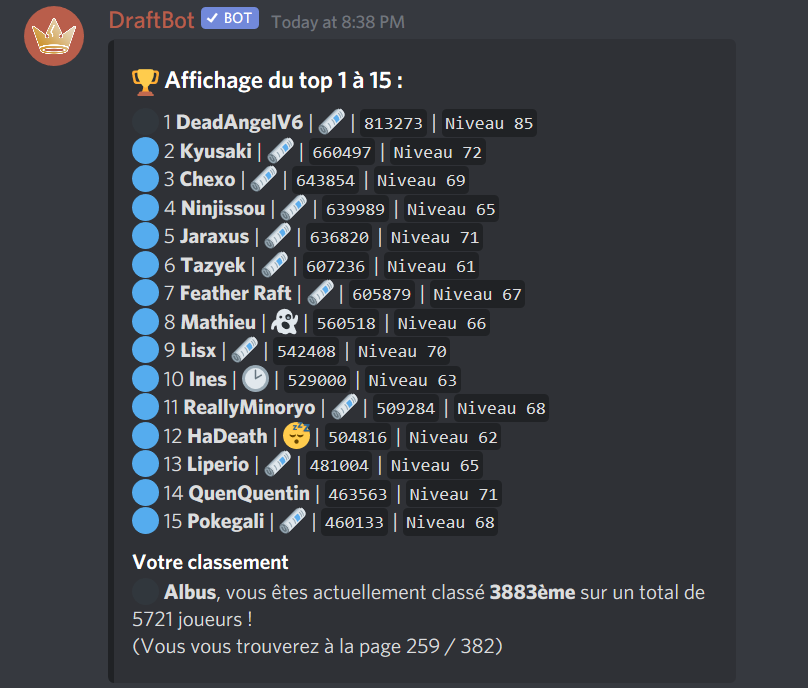 DraftBot ✓ BOT Today at 8:38 PM
🏆 Affichage du top 1 à 15 :
1 DeadAngelV6 | 🗞️ | 813273 | Niveau 85
2 Kyusaki | 🗞️ | 660497 | Niveau 72
3 Chexo | 🗞️ | 643854 | Niveau 69
4 Ninjissou | 🗞️ | 639989 | Niveau 65
5 Jaraxus | 🗞️ | 636820 | Niveau 71
6 Tazyek | 🗞️ | 607236 | Niveau 61
7 Feather Raft | 🗞️ | 605879 | Niveau 67
8 Mathieu | 👻 | 560518 | Niveau 66
9 Lisx | 🗞️ | 542408 | Niveau 70
10 Ines | 🕑 | 529000 | Niveau 63
11 ReallyMinoryo | 🗞️ | 509284 | Niveau 68
12 HaDeath | 😴 | 504816 | Niveau 62
13 Liperio | 🗞️ | 481004 | Niveau 65
14 QuenQuentin | 463563 | Niveau 71
15 Pokegali | 🗞️ | 460133 | Niveau 68
Votre classement
Albus, vous êtes actuellement classé 3883ème sur un total de
5721 joueurs !
(Vous vous trouverez à la page 259 / 382)